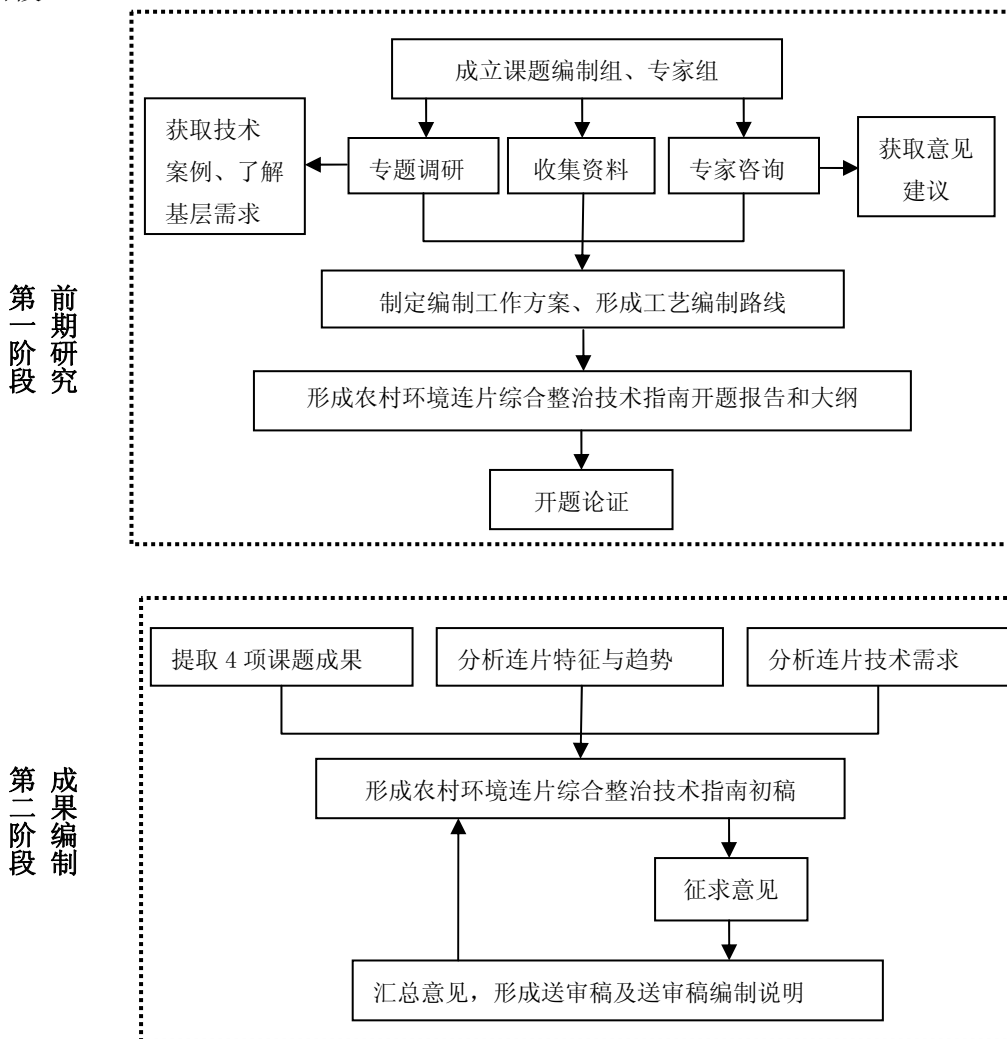 成立课题编制组、专家组
获取技术
案例、了解
基层需求
专题调研
收集资料
专家咨询
获取意见
建议
制定编制工作方案、形成工艺编制路线
形成农村环境连片综合整治技术指南开题报告和大纲
开题论证
第一阶段
前期研究
提取 4 项课题成果
分析连片特征与趋势
分析连片技术需求
形成农村环境连片综合整治技术指南初稿
征求意见
汇总意见，形成送审稿及送审稿编制说明
第二阶段
成果编制